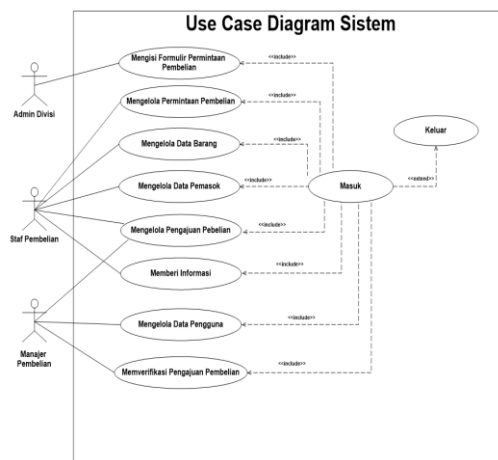 Use Case Diagram Sistem
Mengisi Formulir Permintaan
Pembelian
<<include>>
Admin Divisi
Mengelola Permintaan Pembelian
<<include>>
Keluar
Mengelola Data Barang
<<include>>
Mengelola Data Pemasok
<<include>>
Masuk
<<extend>>
Staf Pembelian
Mengelola Pengajuan Pebelian
<<include>>
Memberi Informasi
<<include>>
Mengelola Data Pengguna
<<include>>
Manajer
Pembelian
Memverifikasi Pengajuan Pembelian
<<include>>